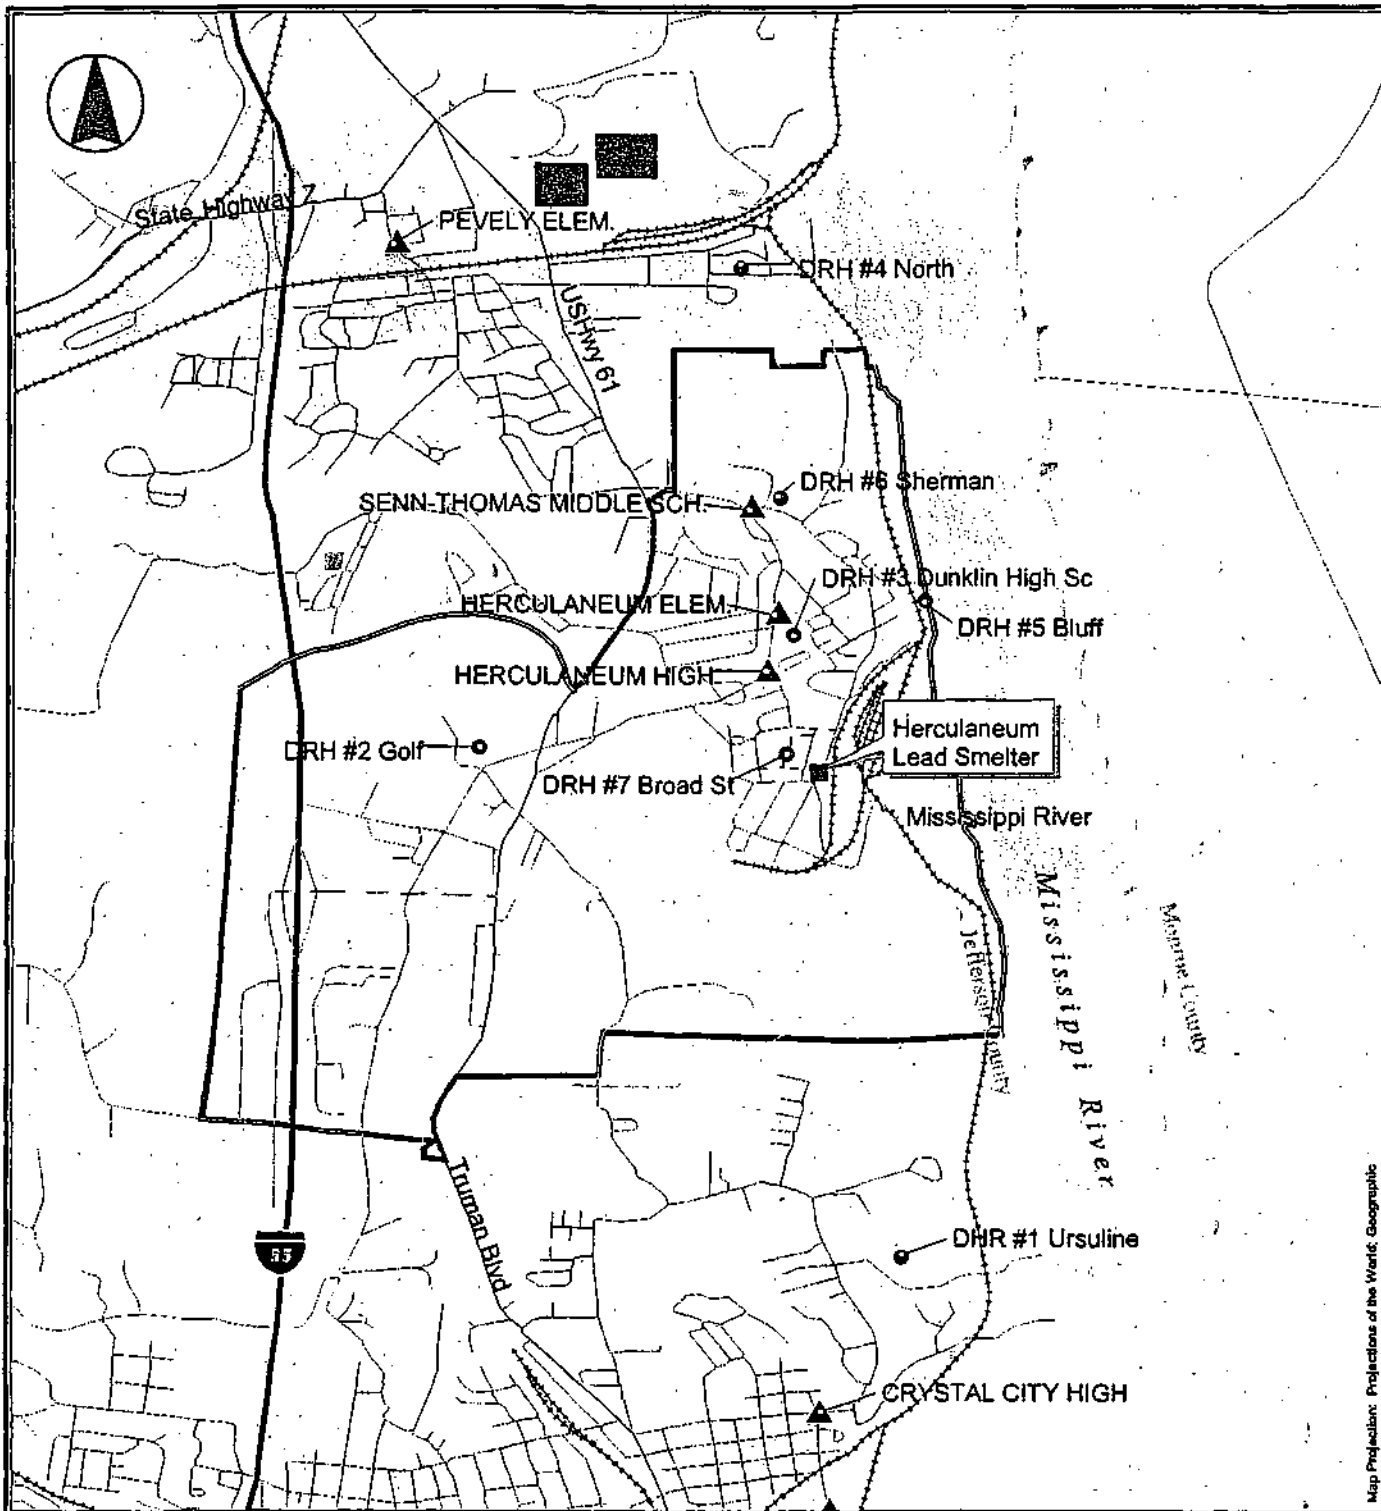 State Highway Z
PEVELY ELEM.
DRH #4 North
USHwy 61
DRH #6 Sherman
SENN-THOMAS MIDDLE SCH.
DRH #3 Dunklin High Sc
HERCULANEUM ELEM.
DRH #5 Bluff
HERCULANEUM HIGH.
Herculaneum
Lead Smelter
DRH #2 Golf
DRH #7 Broad St
Mississippi River
Mississippi River
Jefferson County
Monroe County
Truman Blvd
55
DHR #1 Ursuline
CRYSTAL CITY HIGH
Map Projection: Projections of the World; Geographic